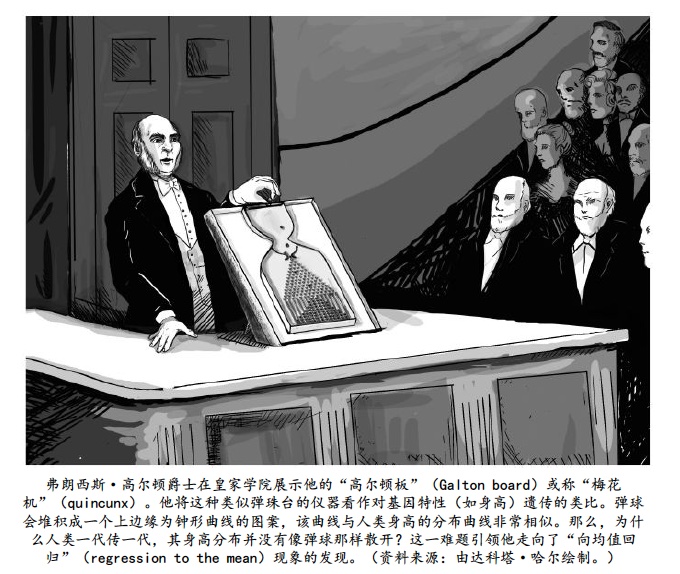 弗朗西斯·高尔顿爵士在皇家学院展示他的“高尔顿板”（Galton board）或称“梅花
机”（quincunx）。他将这种类似弹珠台的仪器看作对基因特性（如身高）遗传的类比。弹球
会堆积成一个上边缘为钟形曲线的图案，该曲线与人类身高的分布曲线非常相似。那么，为什
么人类一代传一代，其身高分布并没有像弹球那样散开？这一难题引领他走向了“向均值回
归”（regression to the mean）现象的发现。（资料来源：由达科塔·哈尔绘制。）